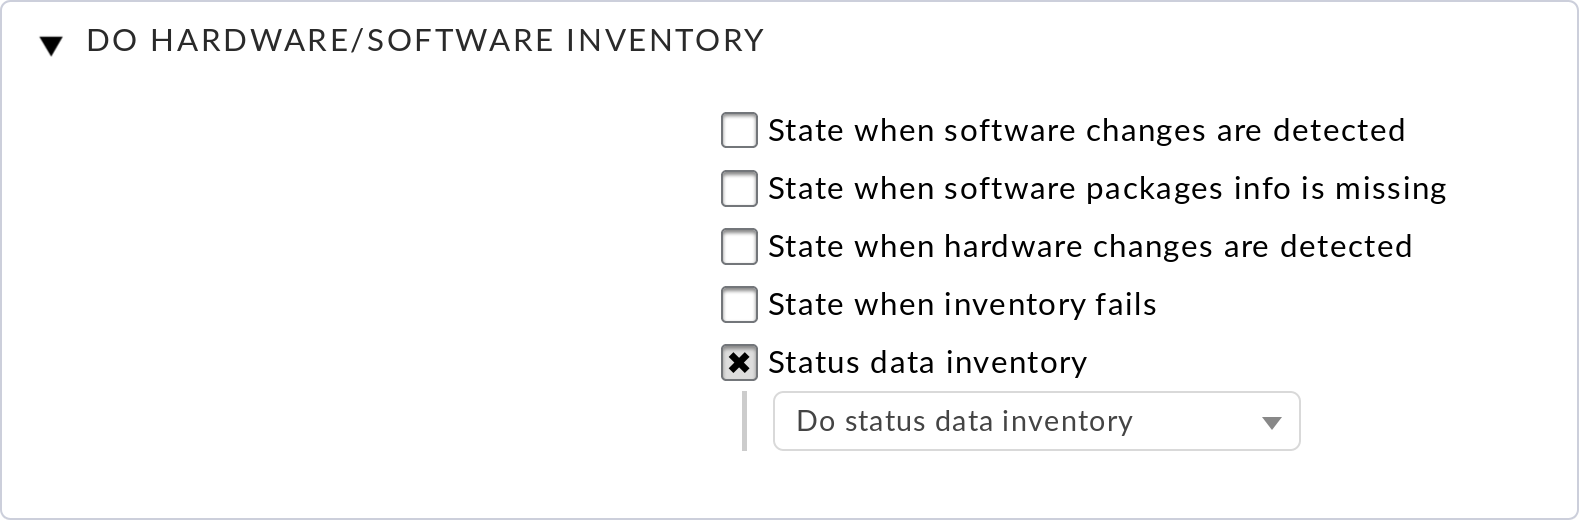 DO HARDWARE/SOFTWARE INVENTORY
State when software changes are detected
State when software packages info is missing
State when hardware changes are detected
State when inventory fails
Status data inventory
Do status data inventory